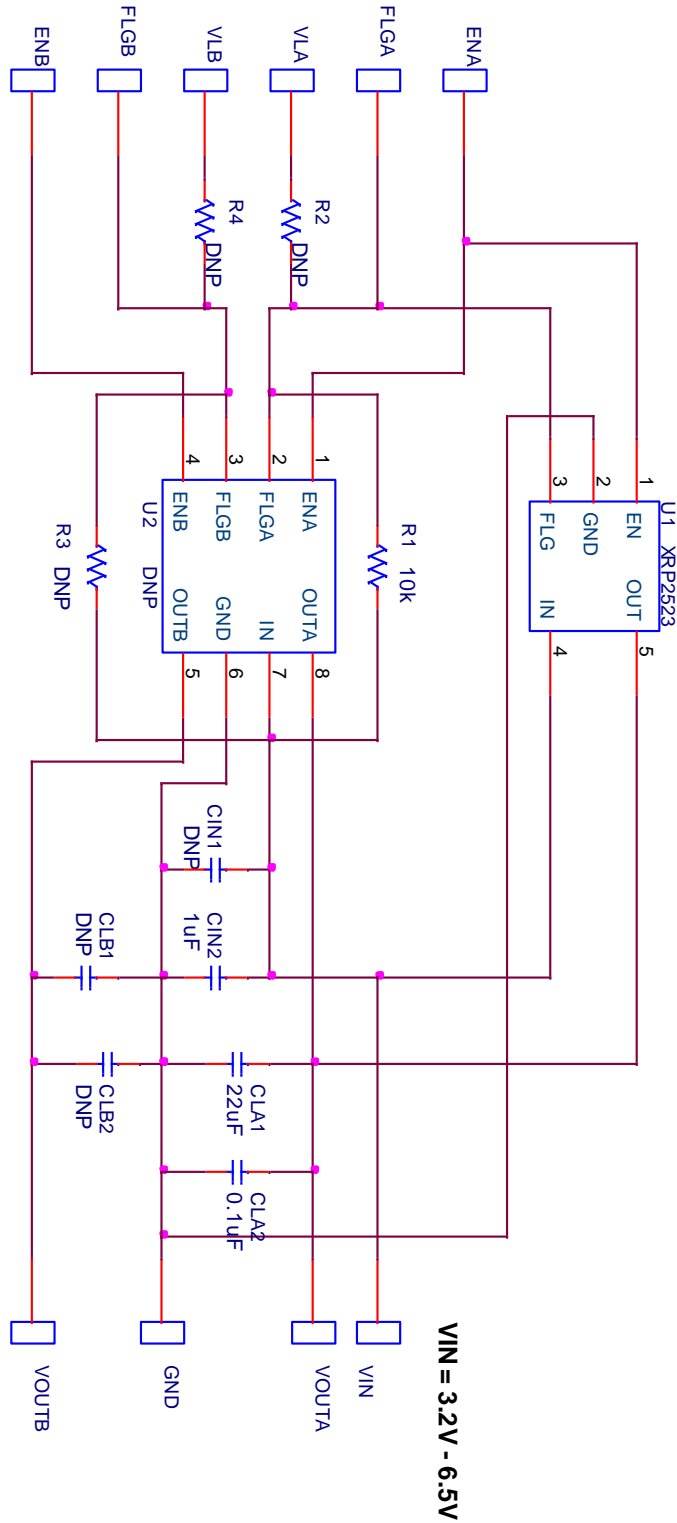 ENA
FLGA
VLA
VLB
FLGB
ENB
R2
DNP
R4
DNP
U1 XRP2523
1
EN
2
GND
3
FLG
OUT
5
IN
4
U2
DNP
1
ENA
2
FLGA
3
FLGB
4
ENB
OUTA
8
IN
7
GND
6
OUTB
5
R1 10k
R3 DNP
CIN1
DNP
CIN2
1uF
CLB1
DNP
CLB2
DNP
CLA1
22uF
CLA2
0.1uF
VIN
VOUTA
GND
VOUTB
VIN = 3.2V - 6.5V